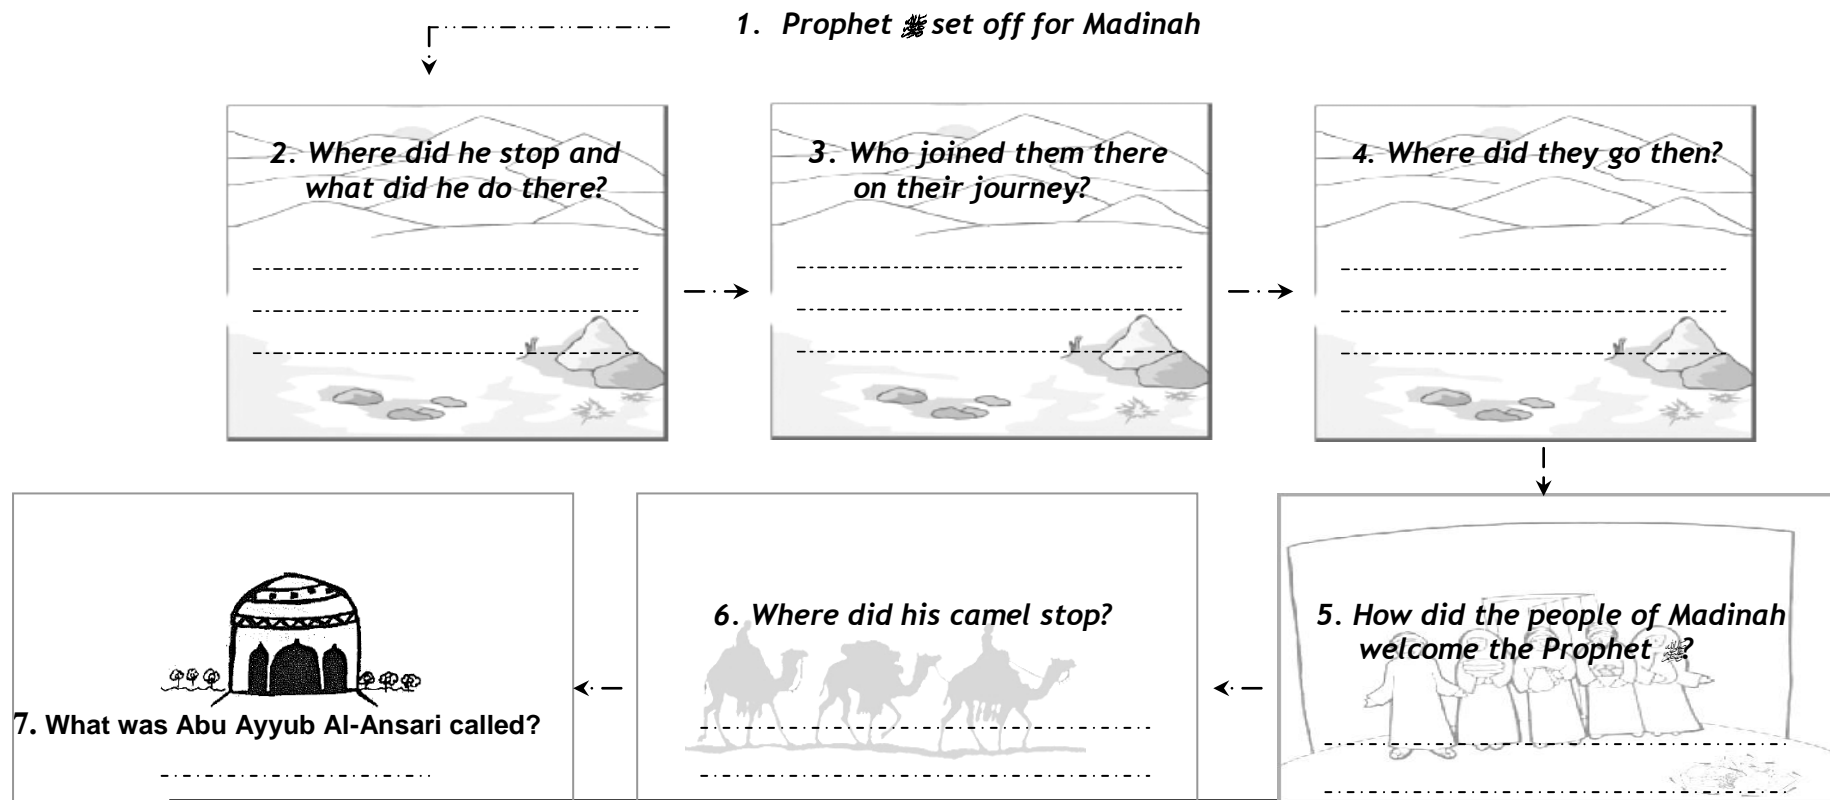 1. Prophet ﷺ set off for Madinah
2. Where did he stop and
what did he do there?
3. Who joined them there
on their journey?
4. Where did they go then?
5. How did the people of Madinah
welcome the Prophet ﷺ?
6. Where did his camel stop?
7. What was Abu Ayyub Al-Ansari called?